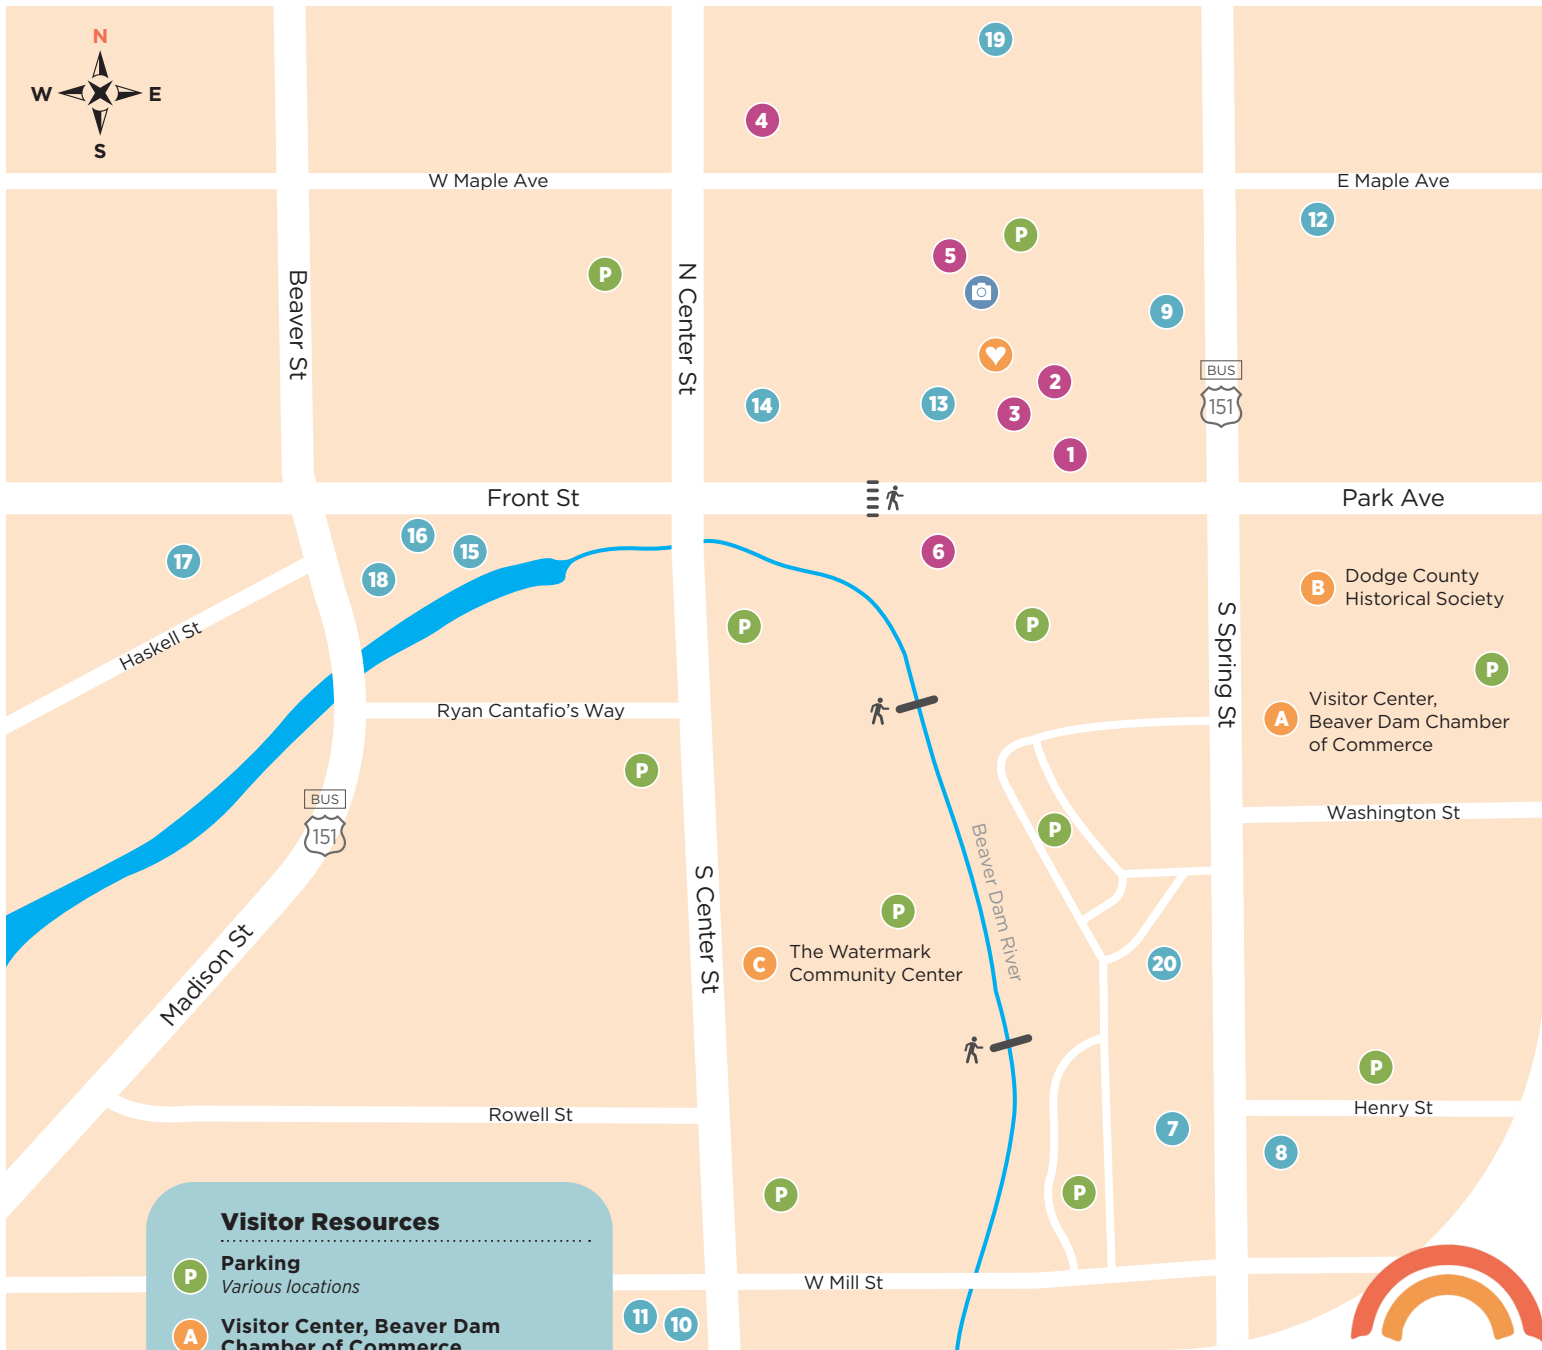 N
W
E
S
19
4
W Maple Ave
E Maple Ave
12
P
5
P
9
Beaver St
N Center St
2
BUS
151
14
13
3
1
Front St
Park Ave
16
15
17
18
6
B
Dodge County
Historical Society
P
P
S Spring St
Haskell St
P
A
Visitor Center,
Beaver Dam Chamber
of Commerce
Ryan Cantafio's Way
P
BUS
151
Washington St
P
Beaver Dam River
P
S Center St
C
The Watermark
Community Center
20
Madison St
P
Henry St
Rowell St
7
8
P
P
Visitor Resources
P
Parking
Various locations
W Mill St
11
10
A
Visitor Center, Beaver Dam
Chamber of Commerce